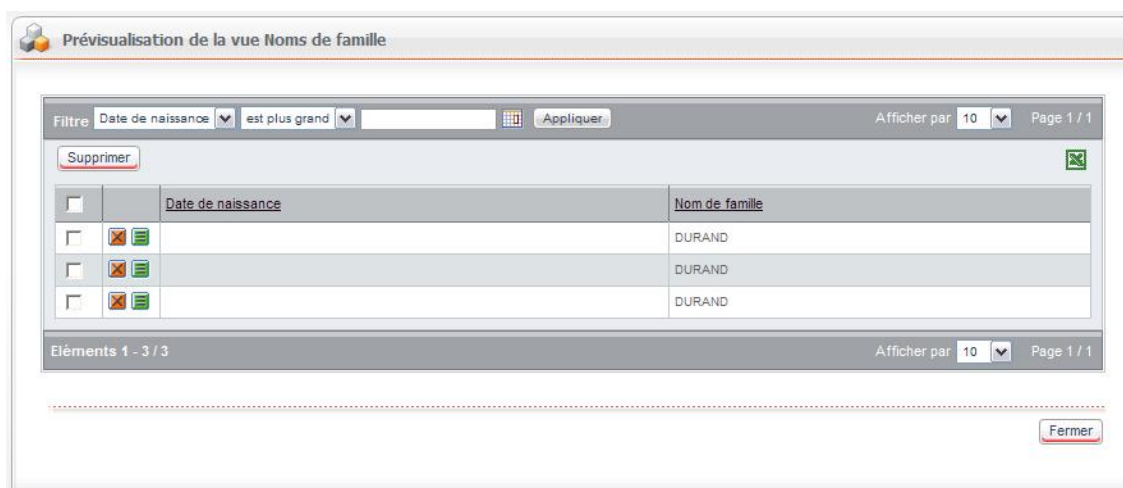 Prévisualisation de la vue Noms de famille
Filtre Date de naissance est plus grand Appliquer Afficher par 10 Page 1 / 1
Supprimer
Date de naissance Nom de famille
DURAND
DURAND
DURAND
Eléments 1 - 3 / 3 Afficher par 10 Page 1 / 1
Fermer